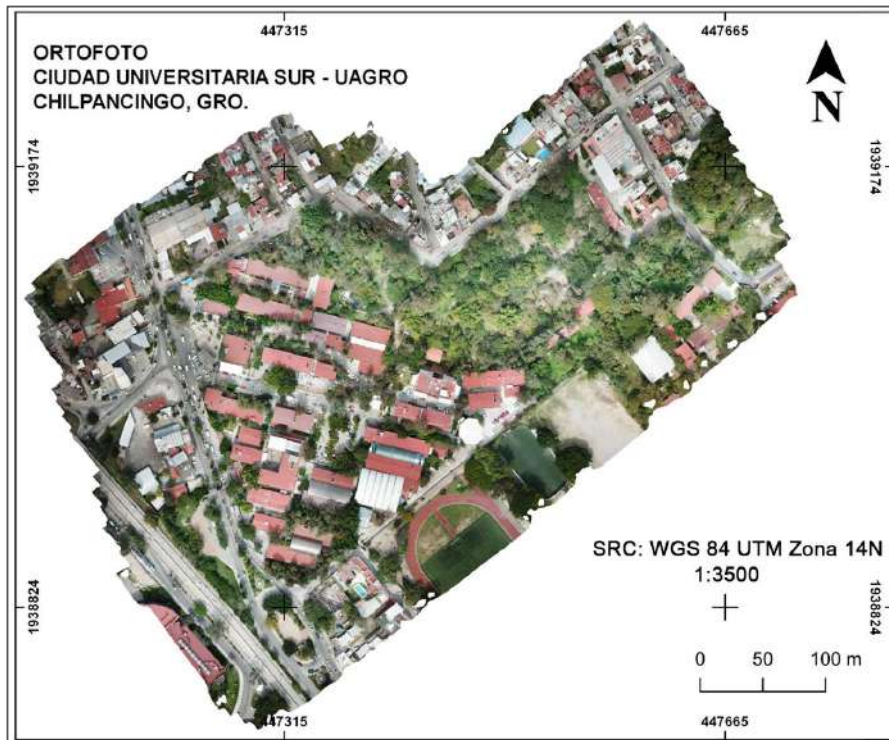 447315
447665
ORTOFOTO
CIUDAD UNIVERSITARIA SUR - UAGRO
CHILPANCINGO, GRO.
N
1939174
1939174
SRC: WGS 84 UTM Zona 14N
1:3500
1938824
1938824
0 50 100 m
447315
447665